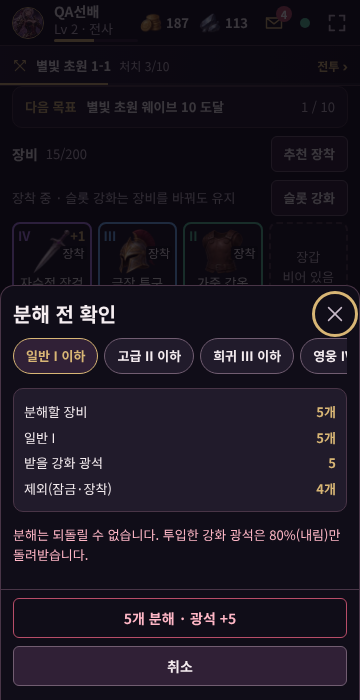 QA선배
Lv 2 · 전사
187
113
4
별빛 초원 1-1 처치 3/10
전투 ›
다음 목표 별빛 초원 웨이브 10 도달 1 / 10
장비 15/200
추천 장착
장착 중 · 슬롯 강화는 장비를 바꿔도 유지
슬롯 강화
IV +1 장착
III 장착
II 장착
장갑
비어 있음
분해 전 확인
일반 I 이하 고급 II 이하 희귀 III 이하 영웅 IV
분해할 장비 5개
일반 I 5개
받을 강화 광석 5
제외(잠금·장착) 4개
분해는 되돌릴 수 없습니다. 투입한 강화 광석은 80%(내림)만
돌려받습니다.
5개 분해 · 광석 +5
취소